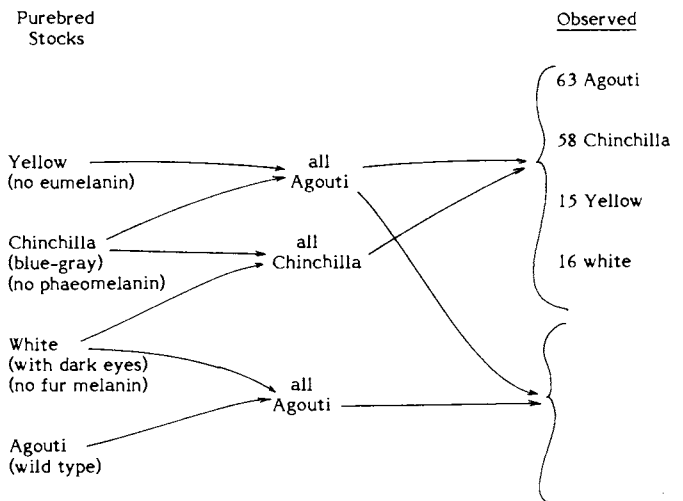 Purebred
Stocks
Observed
63 Agouti
58 Chinchilla
15 Yellow
16 white
Yellow
(no eumelanin)
all
Agouti
Chinchilla
(blue-gray)
(no phaeomelanin)
all
Chinchilla
White
(with dark eyes)
(no fur melanin)
all
Agouti
Agouti
(wild type)